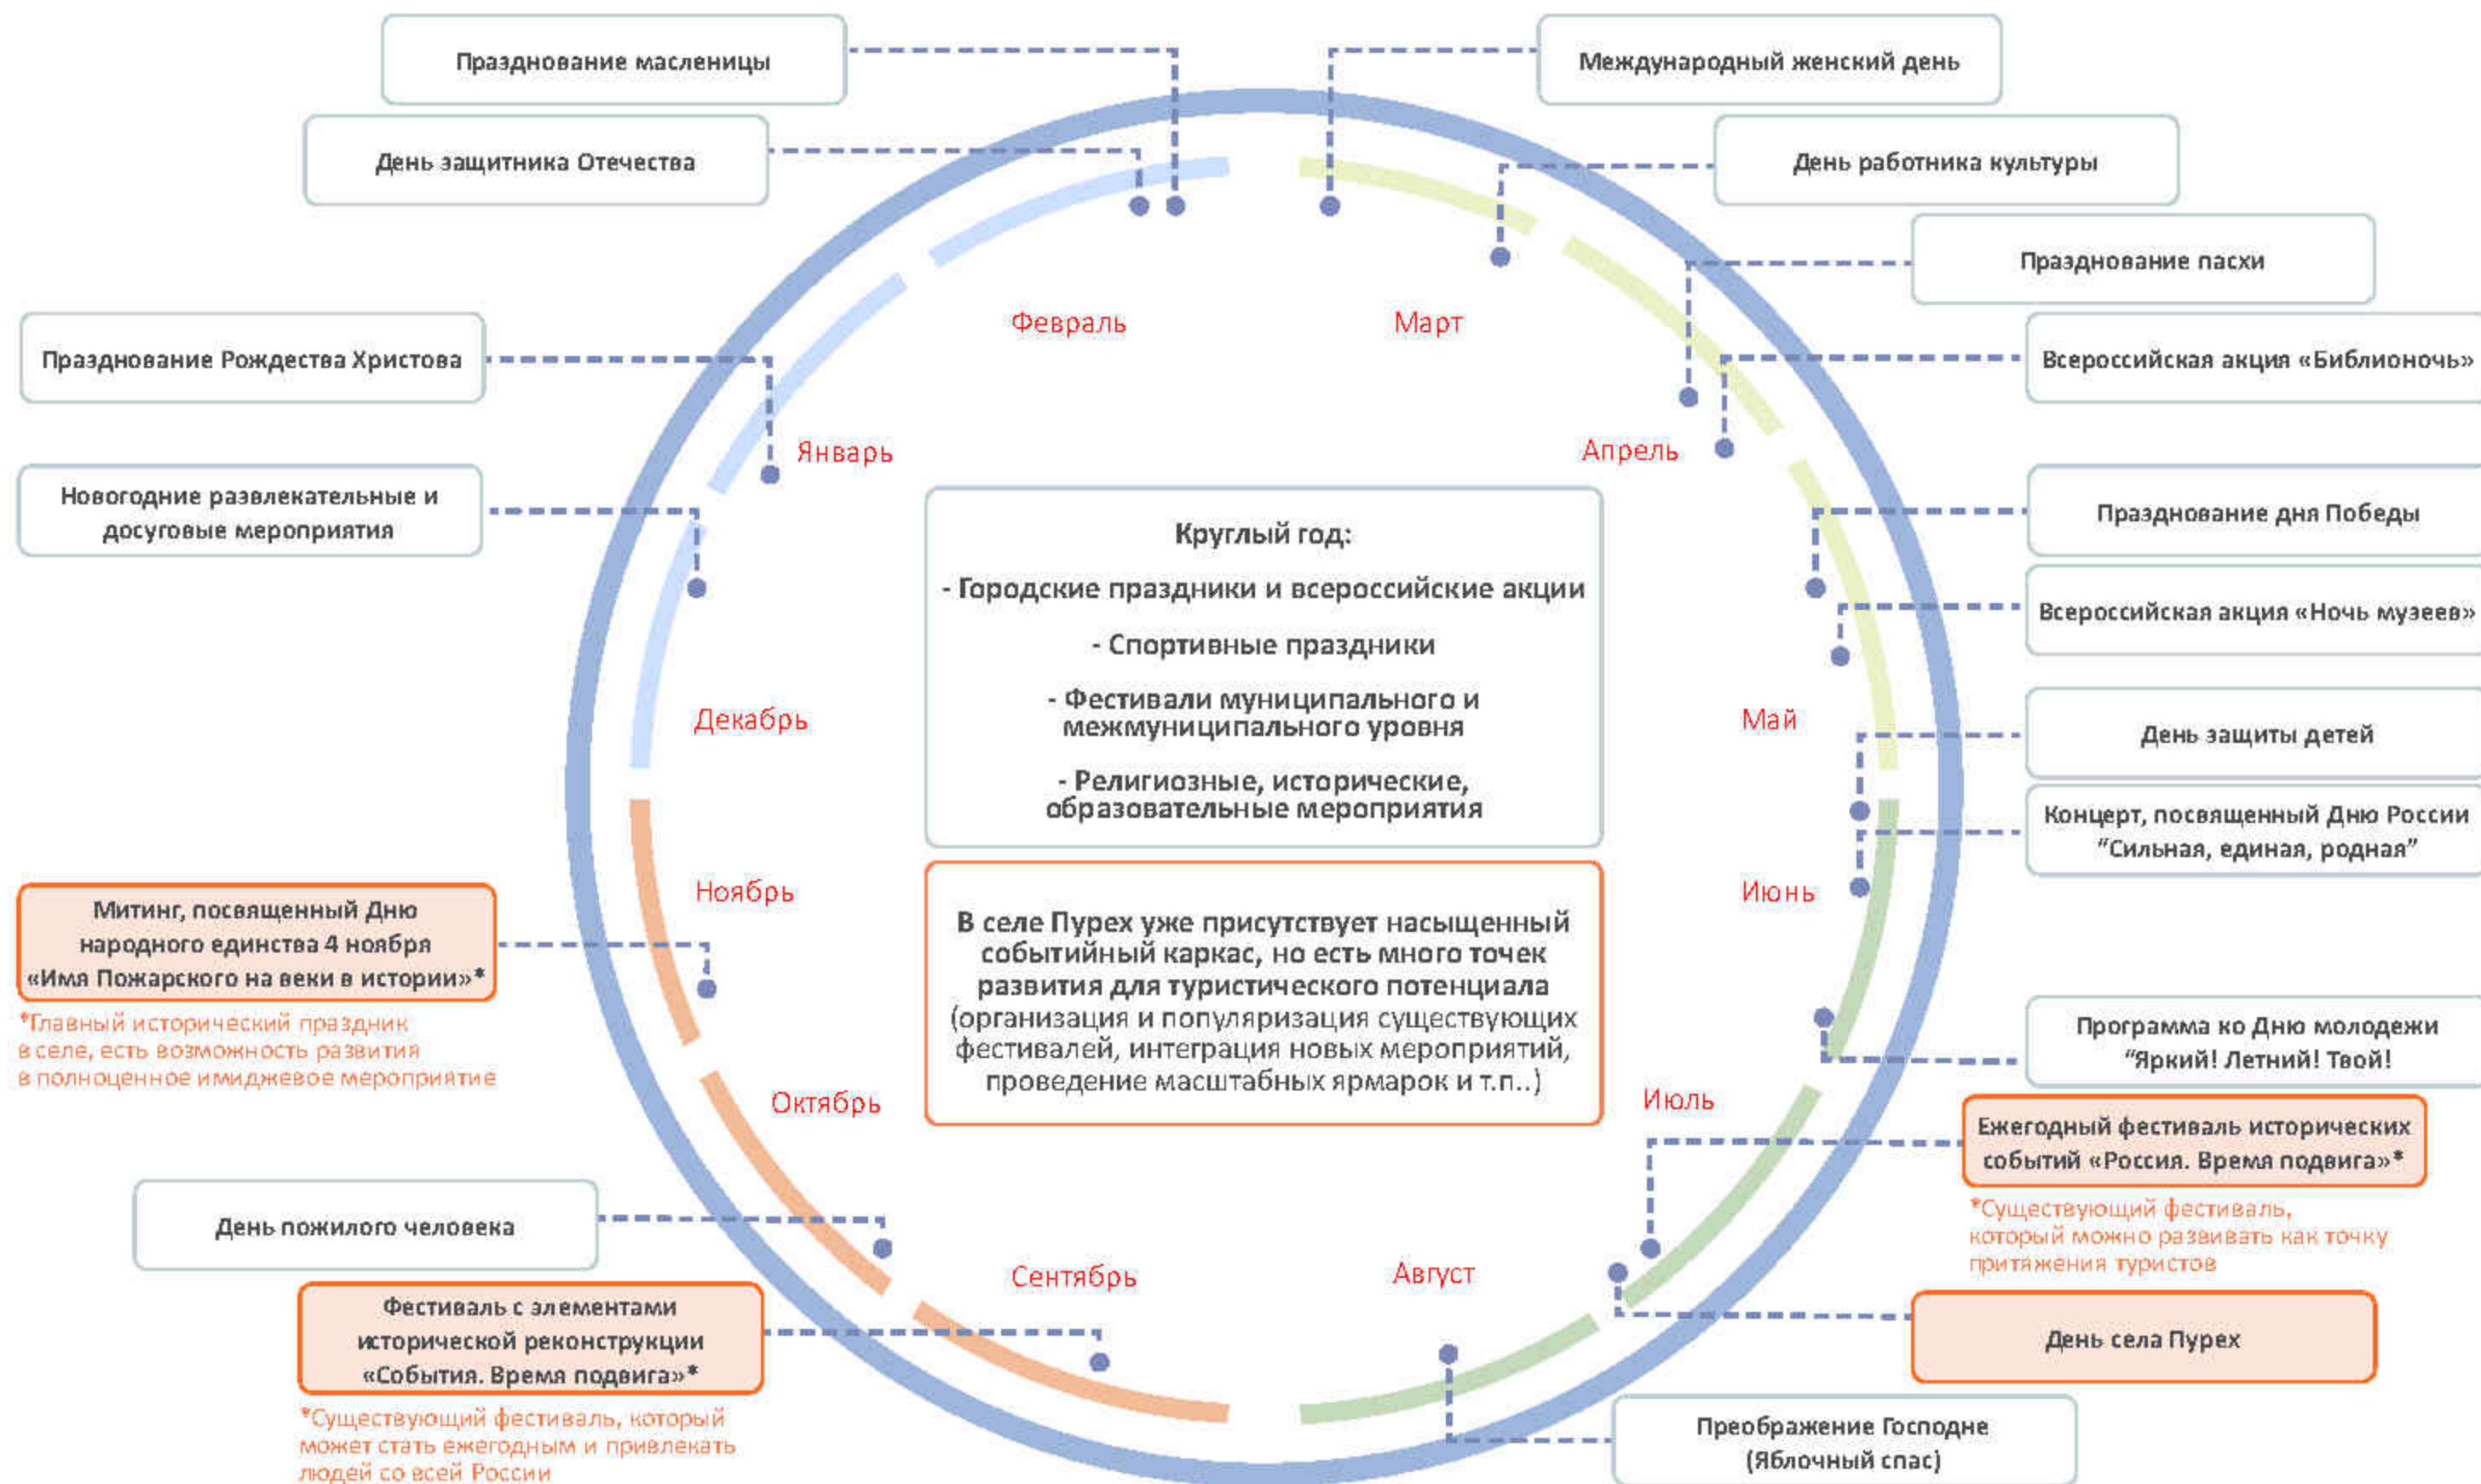 Празднование масленицы
Международный женский день
День защитника Отечества
День работника культуры
Празднование пасхи
Февраль
Март
Празднование Рождества Христова
Всероссийская акция «Библионочь»
Январь
Апрель
Новогодние развлекательные и
досуговые мероприятия
Празднование дня Победы
Круглый год:
- Городские праздники и всероссийские акции
- Спортивные праздники
- Фестивали муниципального и
межмуниципального уровня
- Религиозные, исторические,
образовательные мероприятия
Всероссийская акция «Ночь музеев»
Декабрь
Май
День защиты детей
Концерт, посвященный Дню России
"Сильная, единая, родная"
Ноябрь
Июнь
Митинг, посвященный Дню
народного единства 4 ноября
«Имя Пожарского на веки в истории»*
*Главный исторический праздник
в селе, есть возможность развития
в полноценное имиджевое мероприятие
В селе Пурех уже присутствует насыщенный
событийный каркас, но есть много точек
развития для туристического потенциала
(организация и популяризация существующих
фестивалей, интеграция новых мероприятий,
проведение масштабных ярмарок и т.п..)
Программа ко Дню молодежи
"Яркий! Летний! Твой!
Октябрь
Июль
Ежегодный фестиваль исторических
событий «Россия. Время подвига»*
*Существующий фестиваль,
который можно развивать как точку
притяжения туристов
День пожилого человека
Сентябрь
Август
Фестиваль с элементами
исторической реконструкции
«События. Время подвига»*
*Существующий фестиваль, который
может стать ежегодным и привлекать
людей со всей России
День села Пурех
Преображение Господне
(Яблочный спас)